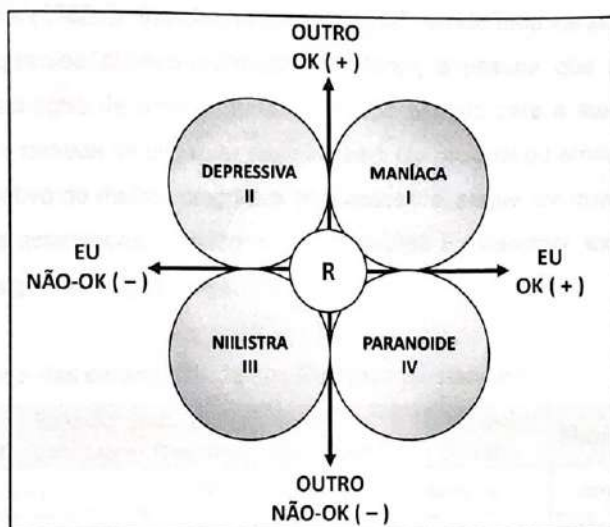 OUTRO
OK ( + )
DEPRESSIVA
II
MANÍACA
I
EU
NÃO-OK ( – )
R
EU
OK ( + )
NIILISTRA
III
PARANOIDE
IV
OUTRO
NÃO-OK ( – )